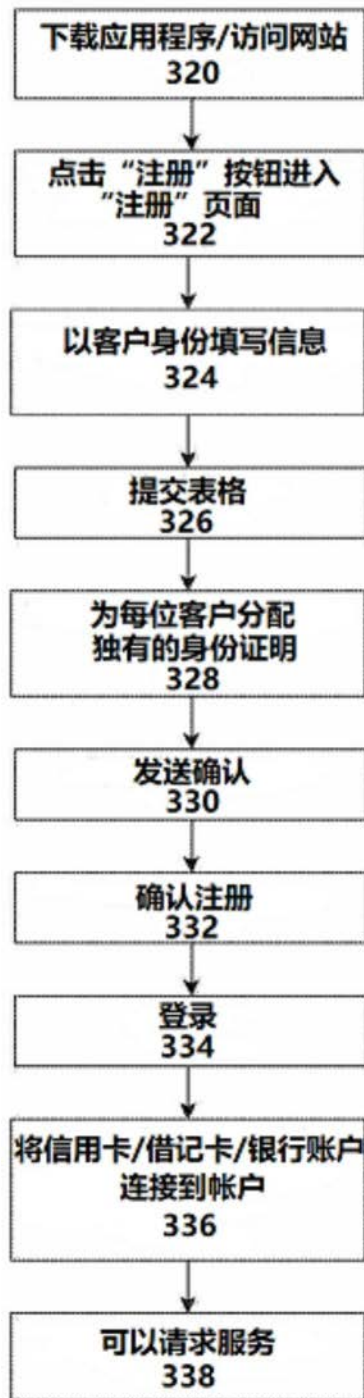 下载应用程序/访问网站
320
点击“注册”按钮进入
“注册”页面
322
以客户身份填写信息
324
提交表格
326
为每位客户分配
独有的身份证明
328
发送确认
330
确认注册
332
登录
334
将信用卡/借记卡/银行账户
连接到帐户
336
可以请求服务
338